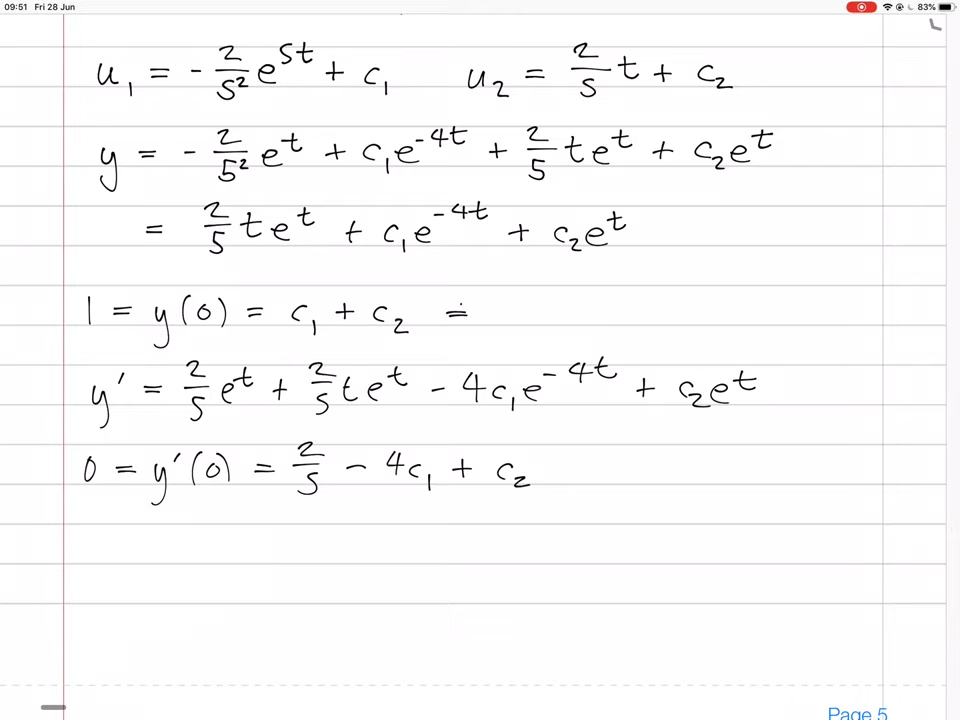 09:51 Fri 28 Jun 83%
u₁ = - 2/5² e^{5t} + c₁ u₂ = 2/5 t + c₂
y = - 2/5² e^t + c₁e^{-4t} + 2/5 te^t + c₂e^t
= 2/5 te^t + c₁e^{-4t} + c₂e^t
1 = y(0) = c₁ + c₂ =
y' = 2/5 e^t + 2/5 te^t - 4c₁e^{-4t} + c₂e^t
0 = y'(0) = 2/5 - 4c₁ + c₂
Page 5